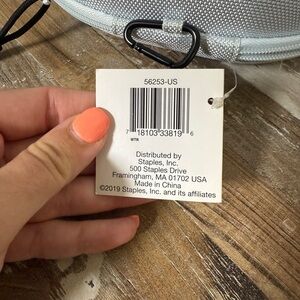 56253-US
7 18103 33819 6
WTR
Distributed by
Staples, Inc.
500 Staples Drive
Framingham, MA 01702 USA
Made in China
©2019 Staples, Inc. and its affiliates